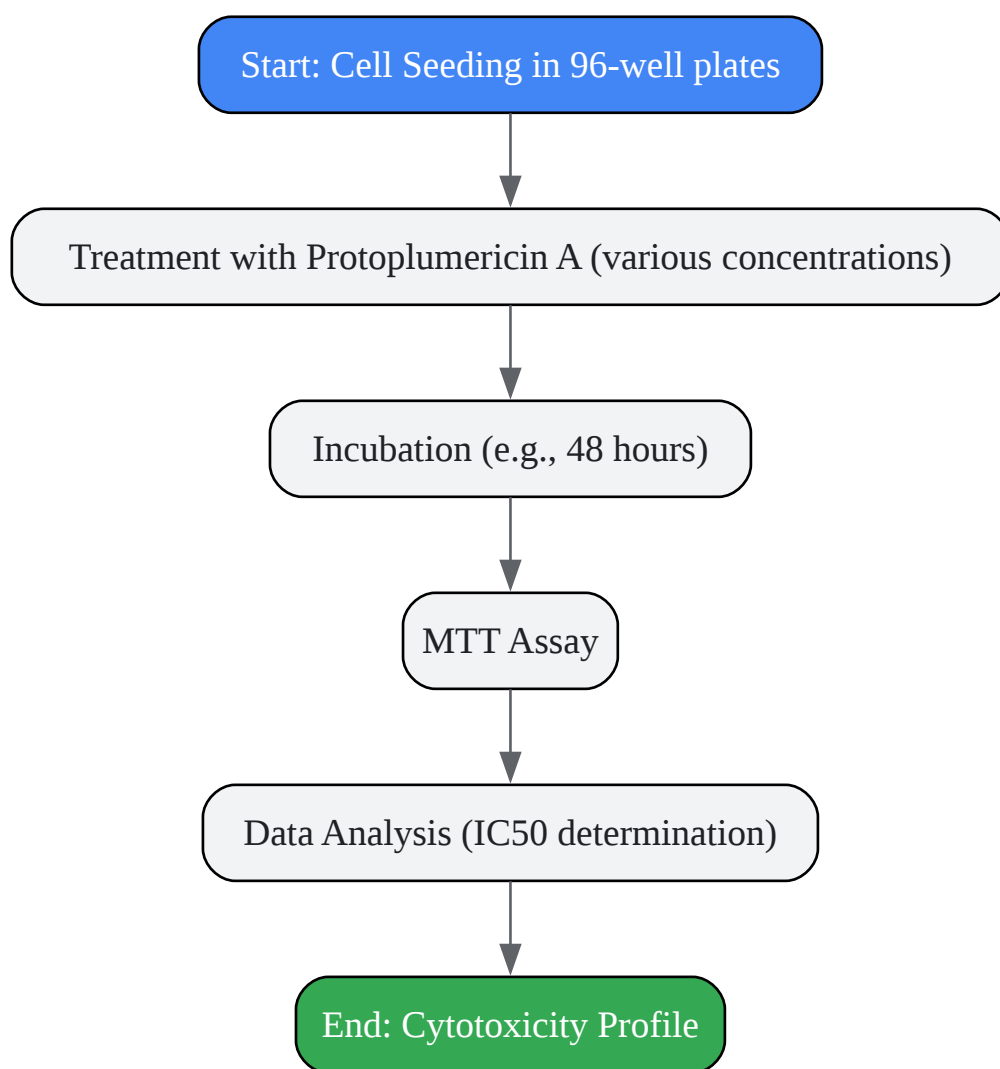 Start: Cell Seeding in 96-well plates
Treatment with Protoplumericin A (various concentrations)
Incubation (e.g., 48 hours)
MTT Assay
Data Analysis (IC50 determination)
End: Cytotoxicity Profile